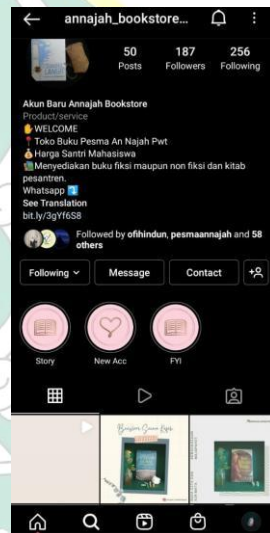 annajah_bookstore...
50
187
256
Posts
Followers
Following
Akun Baru Annajah Bookstore
Product/service
WELCOME
Toko Buku Pesma An Najah Pwt
Harga Santri Mahasiswa
Menyediakan buku fiksi maupun non fiksi dan kitab
pesantren.
Whatsapp
See Translation
bit.ly/3gYf6S8
Followed by ofihindun, pesmaannajah and 58
others
Following
Message
Contact
Story
New Acc
FYI